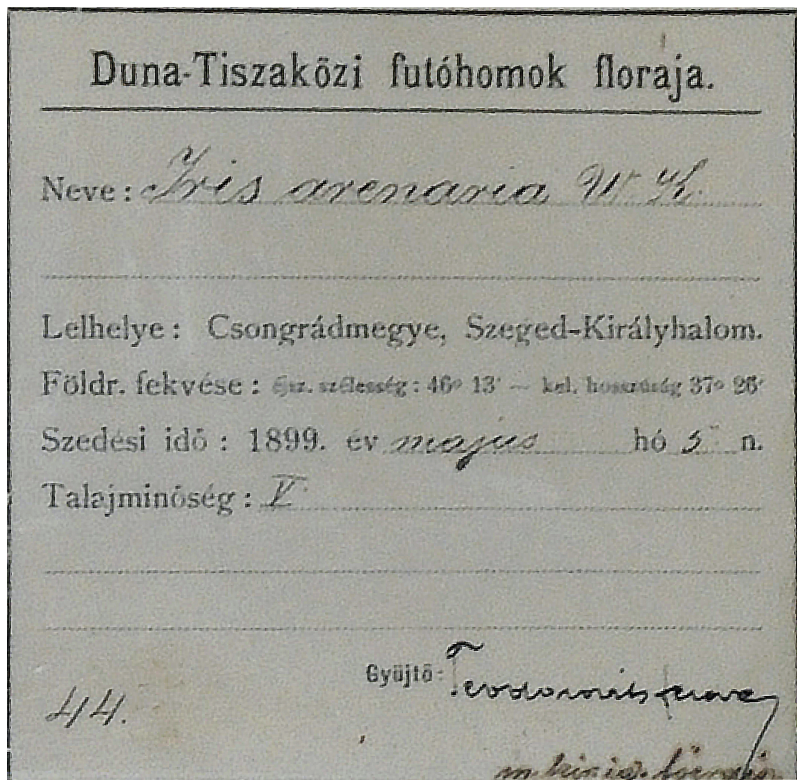 Duna-Tiszaközi futóhomok floraja.
Neve: Iris arenaria W. K.
Lelhelye: Csongrádmegye, Szeged-Királyhalom.
Földr. fekvése: ész. szélesség: 46° 13' — kel. hosszúság 37° 26'
Szedési idő: 1899. év majus hó 5 n.
Talajminőség: V.
Gyüjtő:
44.